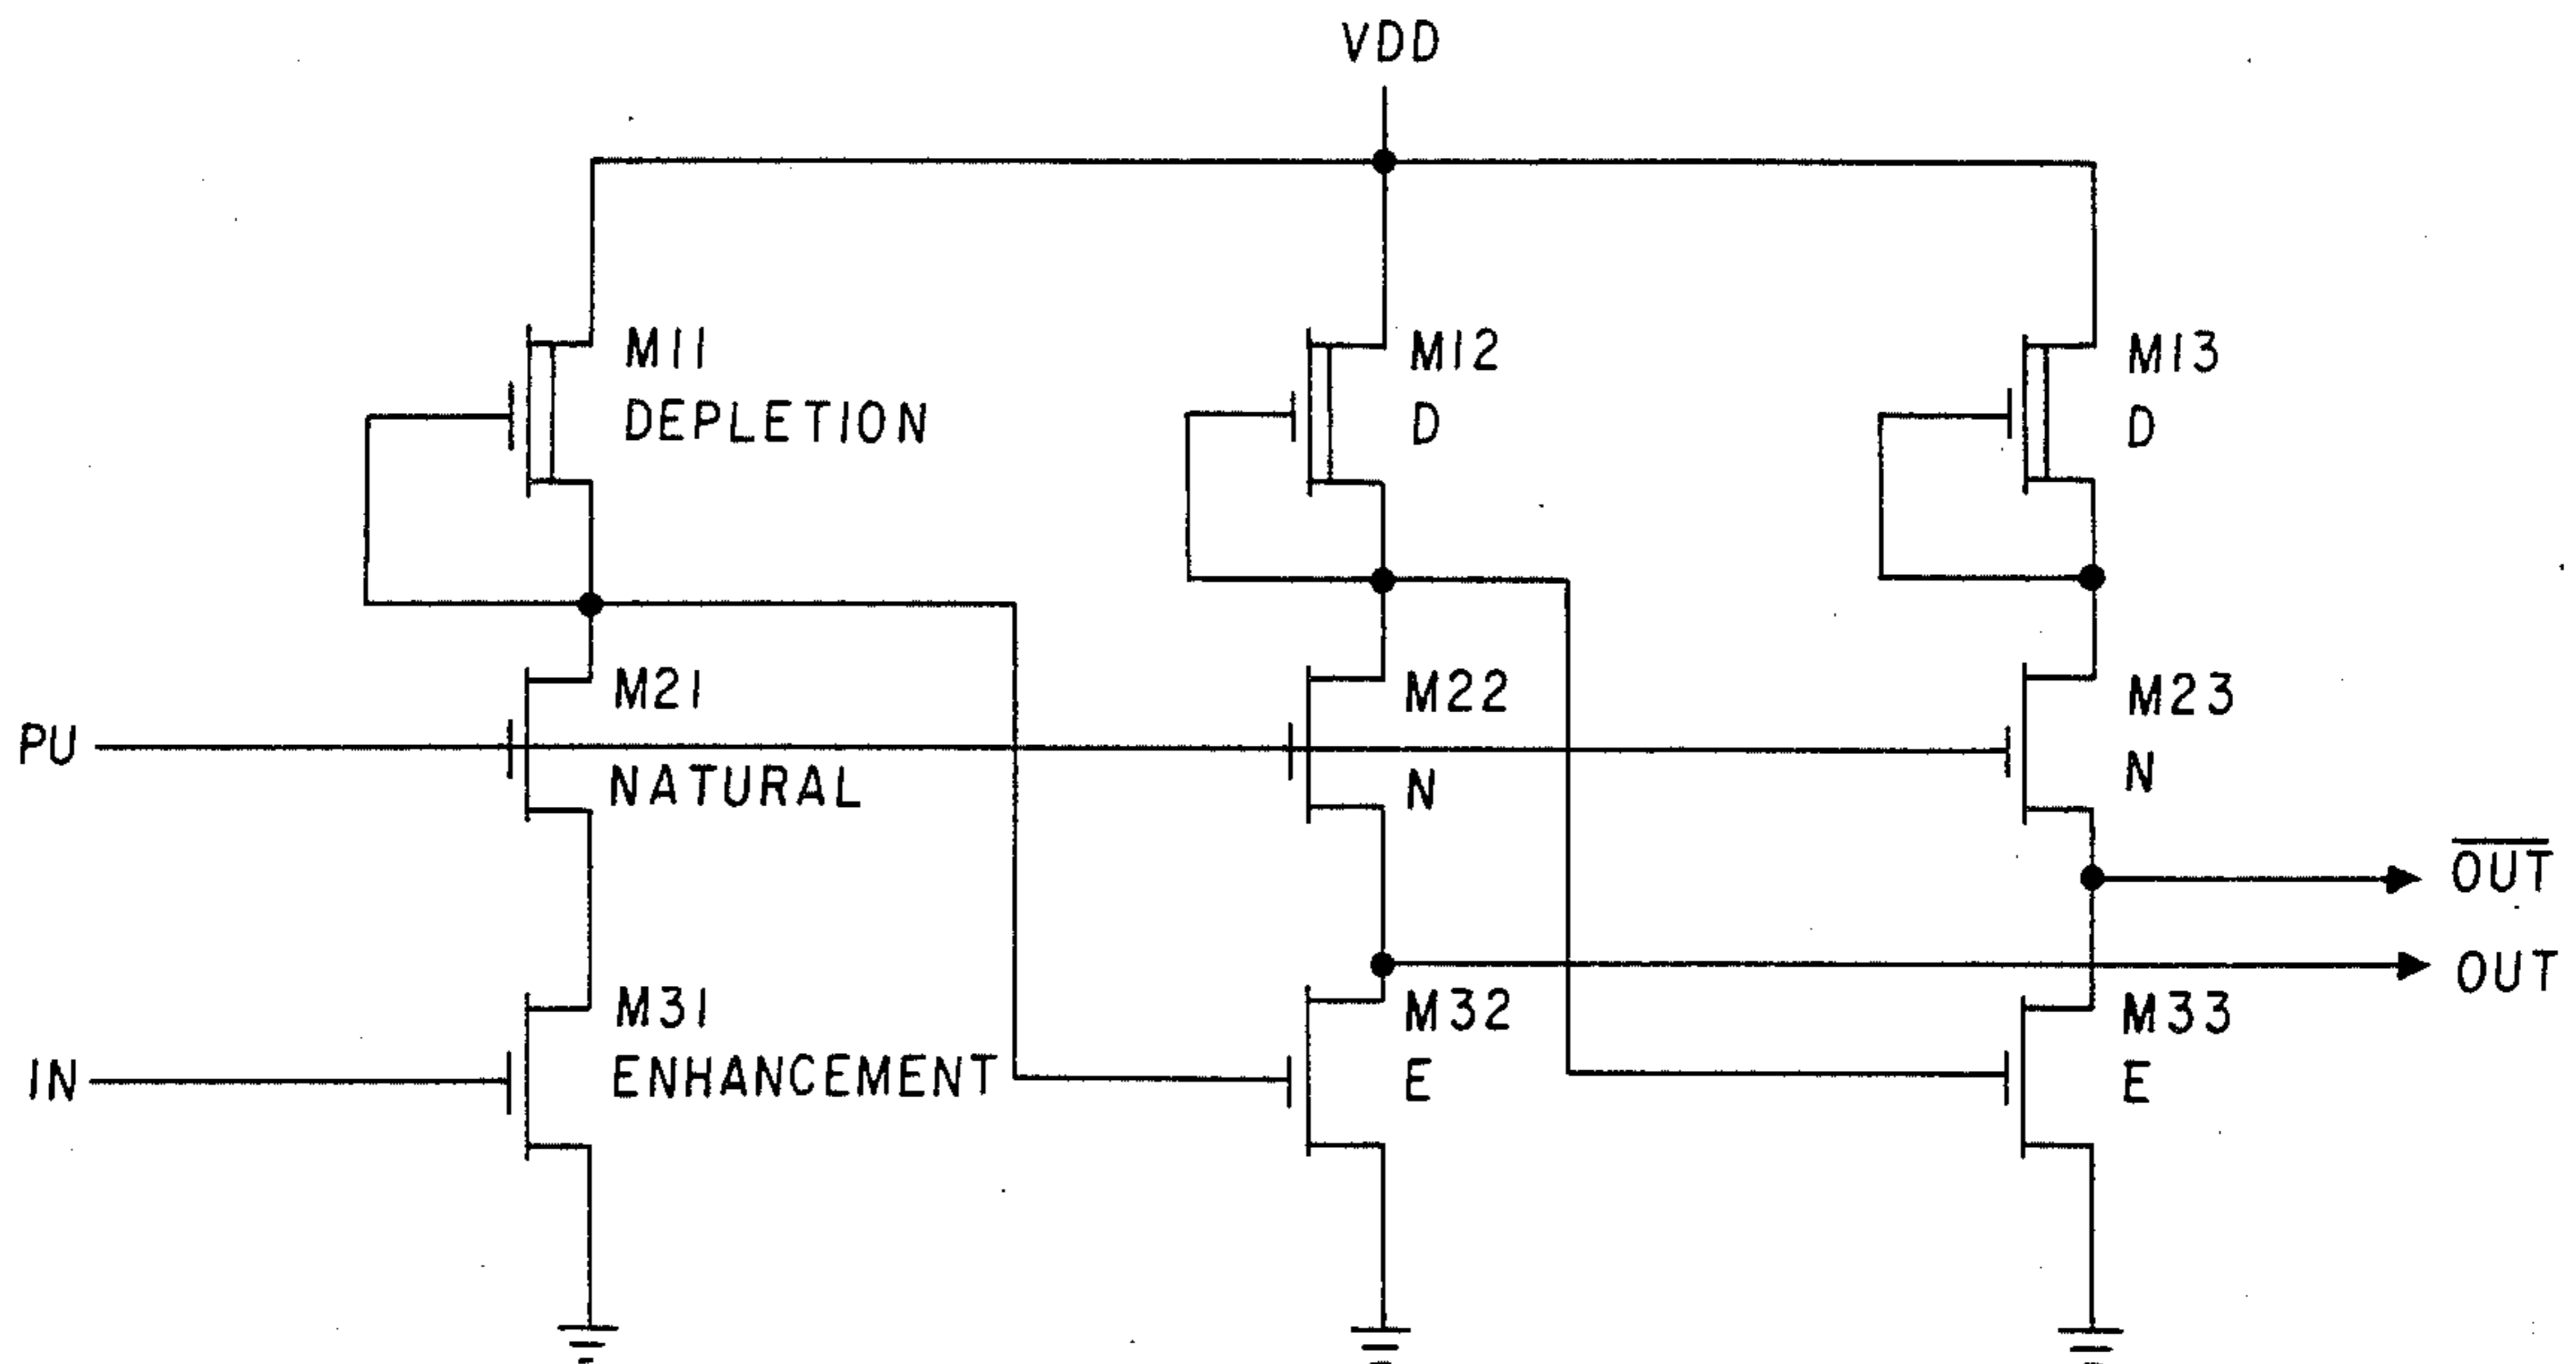 VDD
M11
DEPLETION
M12
D
M13
D
M21
NATURAL
M22
N
M23
N
PU
OUT
OUT
M31
ENHANCEMENT
M32
E
M33
E
IN